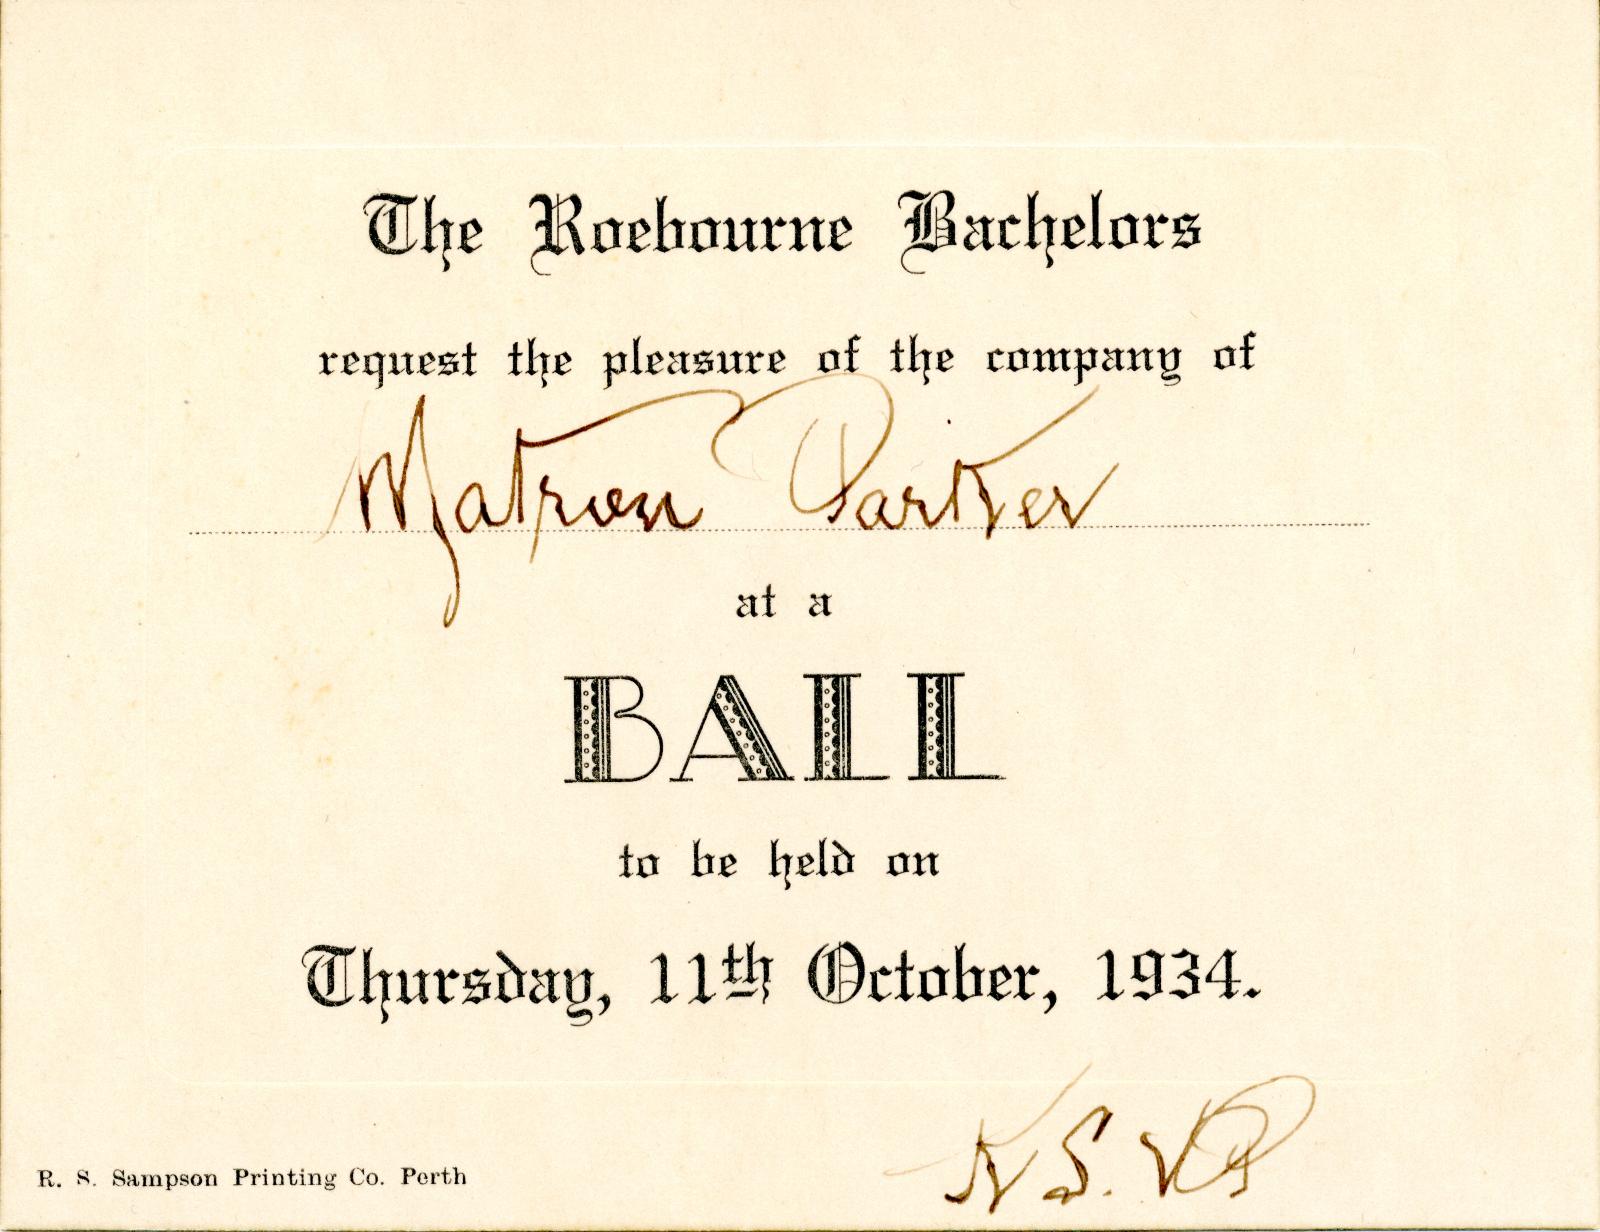 The Roebourne Bachelors
request the pleasure of the company of
Matron Parker
at a
BALL
to be held on
Thursday, 11th October, 1934.
R. S. V P
R. S. Sampson Printing Co. Perth